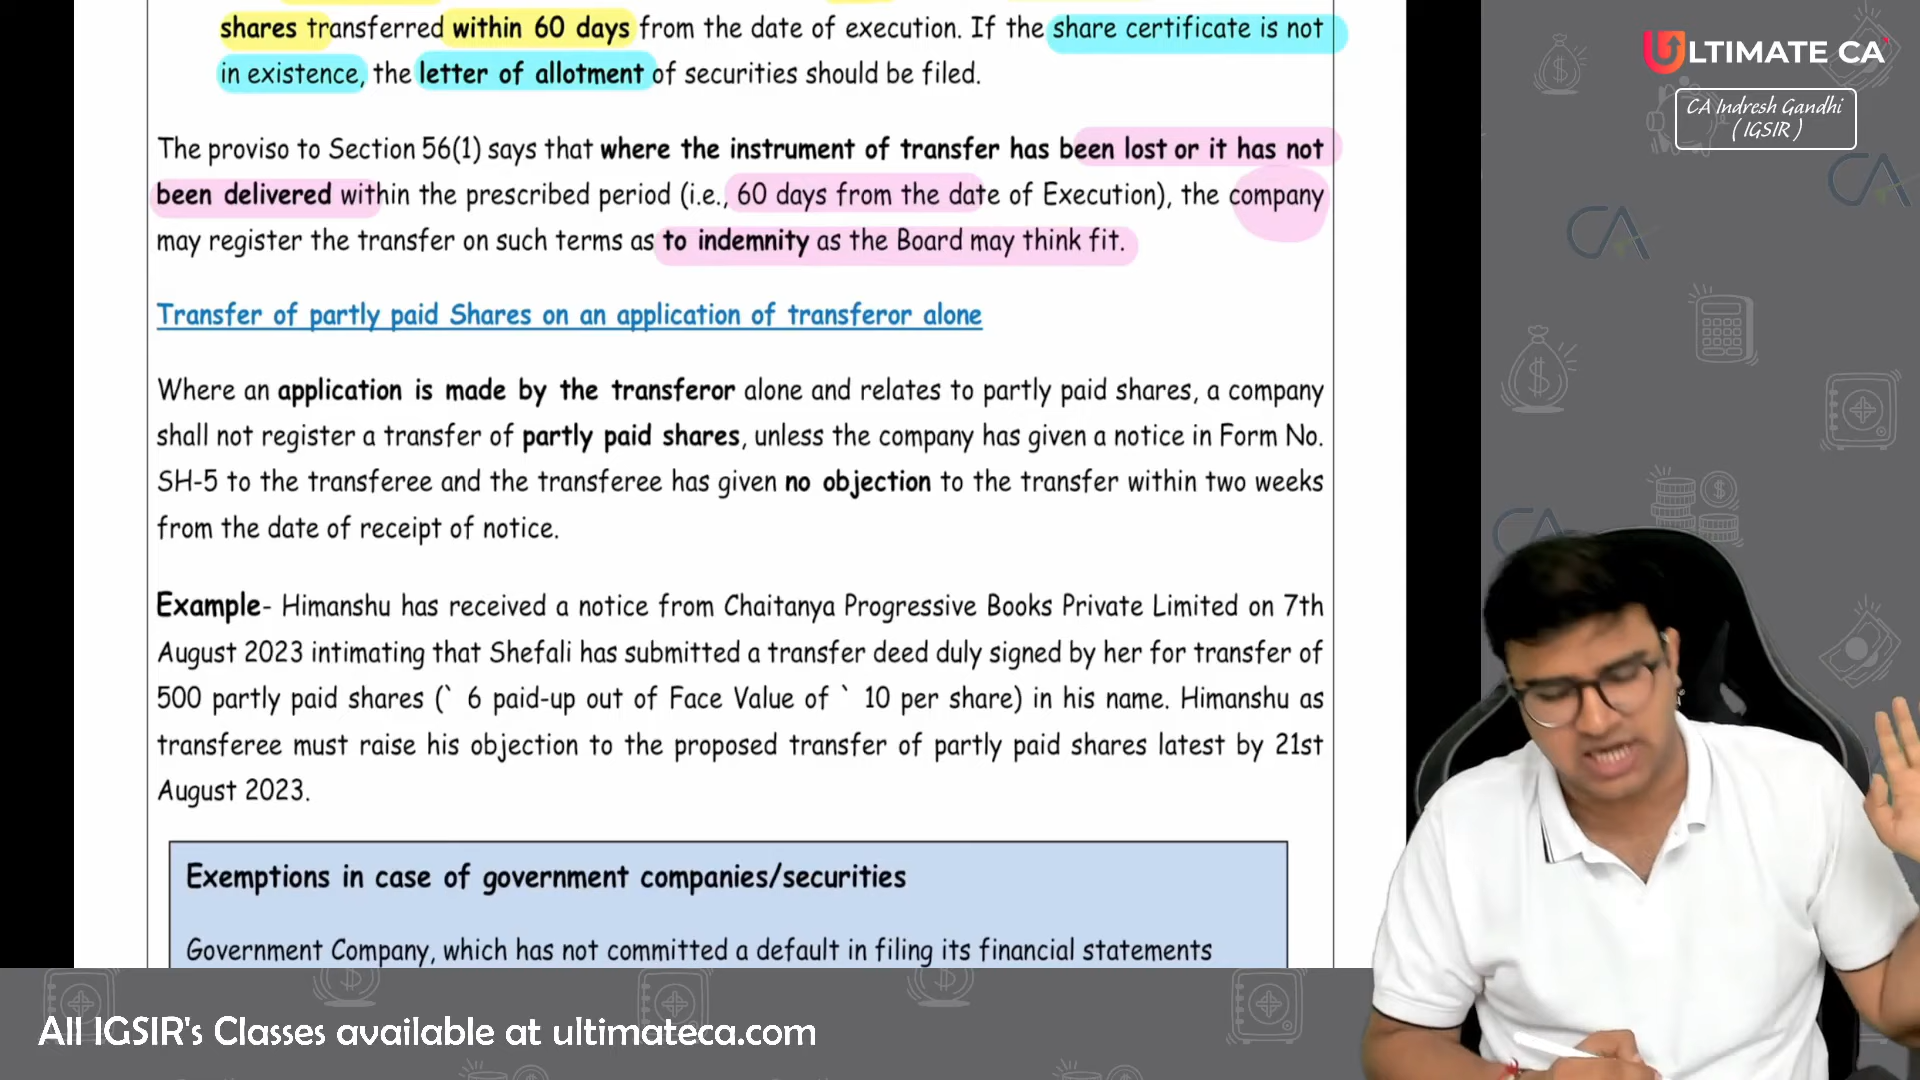 shares transferred within 60 days from the date of execution. If the share certificate is not
in existence, the letter of allotment of securities should be filed.
The proviso to Section 56(1) says that where the instrument of transfer has been lost or it has not
been delivered within the prescribed period (i.e., 60 days from the date of Execution), the company
may register the transfer on such terms as to indemnity as the Board may think fit.
Transfer of partly paid Shares on an application of transferor alone
Where an application is made by the transferor alone and relates to partly paid shares, a company
shall not register a transfer of partly paid shares, unless the company has given a notice in Form No.
SH-5 to the transferee and the transferee has given no objection to the transfer within two weeks
from the date of receipt of notice.
Example- Himanshu has received a notice from Chaitanya Progressive Books Private Limited on 7th
August 2023 intimating that Shefali has submitted a transfer deed duly signed by her for transfer of
500 partly paid shares (` 6 paid-up out of Face Value of ` 10 per share) in his name. Himanshu as
transferee must raise his objection to the proposed transfer of partly paid shares latest by 21st
August 2023.
Exemptions in case of government companies/securities
Government Company, which has not committed a default in filing its financial statements
ULTIMATE CA
CA Indresh Gandhi
( IGSIR )
CA
CA
CA
All IGSIR's Classes available at ultimateca.com